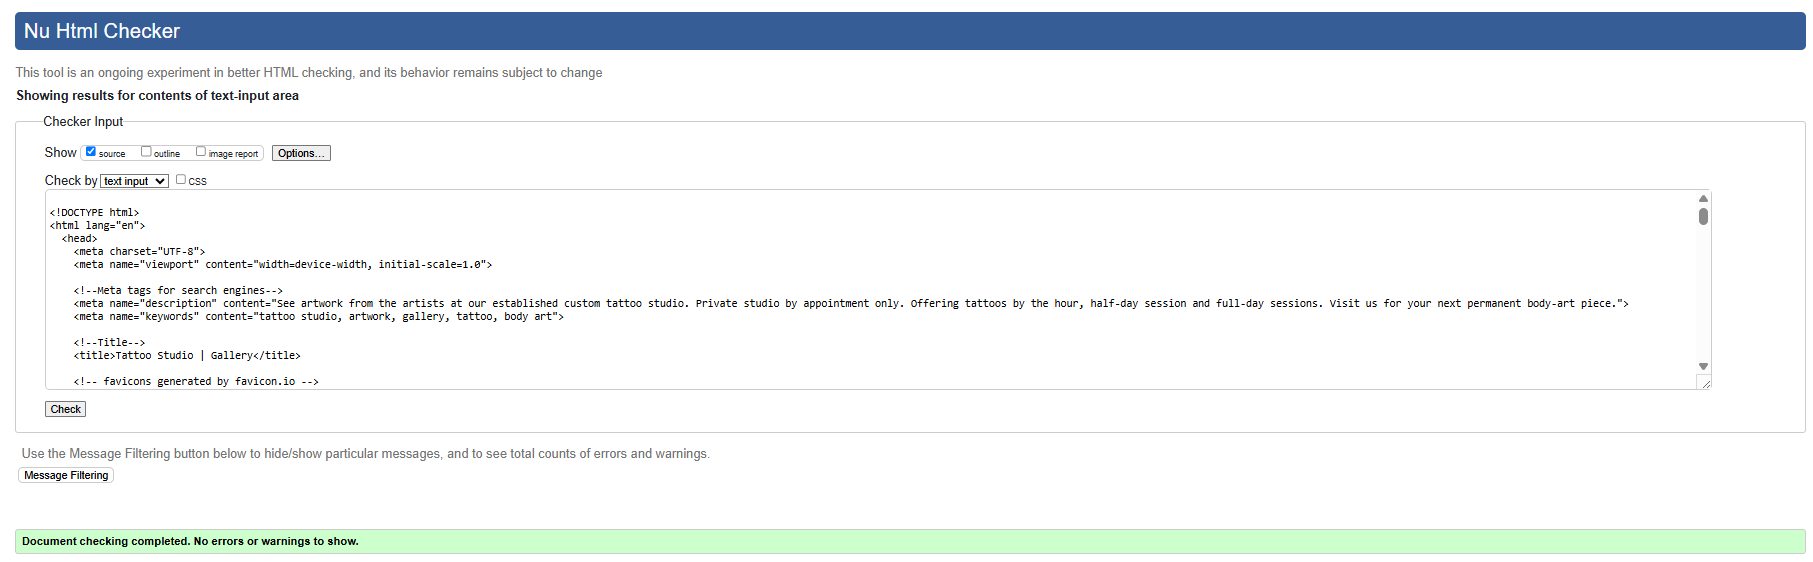 Nu Html Checker
This tool is an ongoing experiment in better HTML checking, and its behavior remains subject to change
Showing results for contents of text-input area
Checker Input
Show source outline image report Options...
Check by text input CSS
<!DOCTYPE html>
<html lang="en">
<head>
<meta charset="UTF-8">
<meta name="viewport" content="width=device-width, initial-scale=1.0">
<!--Meta tags for search engines-->
<meta name="description" content="See artwork from the artists at our established custom tattoo studio. Private studio by appointment only. Offering tattoos by the hour, half-day session and full-day sessions. Visit us for your next permanent body-art piece.">
<meta name="keywords" content="tattoo studio, artwork, gallery, tattoo, body art">
<!--Title-->
<title>Tattoo Studio | Gallery</title>
<!-- favicons generated by favicon.io -->
Check
Use the Message Filtering button below to hide/show particular messages, and to see total counts of errors and warnings.
Message Filtering
Document checking completed. No errors or warnings to show.